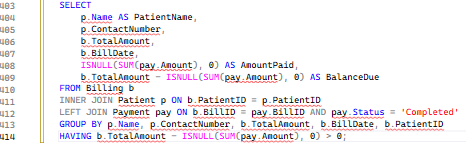 403 SELECT
404 p.Name AS PatientName,
405 p.ContactNumber,
406 b.TotalAmount,
407 b.BillDate,
408 ISNULL(SUM(pay.Amount), 0) AS AmountPaid,
409 b.TotalAmount - ISNULL(SUM(pay.Amount), 0) AS BalanceDue
410 FROM Billing b
411 INNER JOIN Patient p ON b.PatientID = p.PatientID
412 LEFT JOIN Payment pay ON b.BillID = pay.BillID AND pay.Status = 'Completed'
413 GROUP BY p.Name, p.ContactNumber, b.TotalAmount, b.BillDate, b.PatientID
414 HAVING b.TotalAmount - ISNULL(SUM(pay.Amount), 0) > 0;